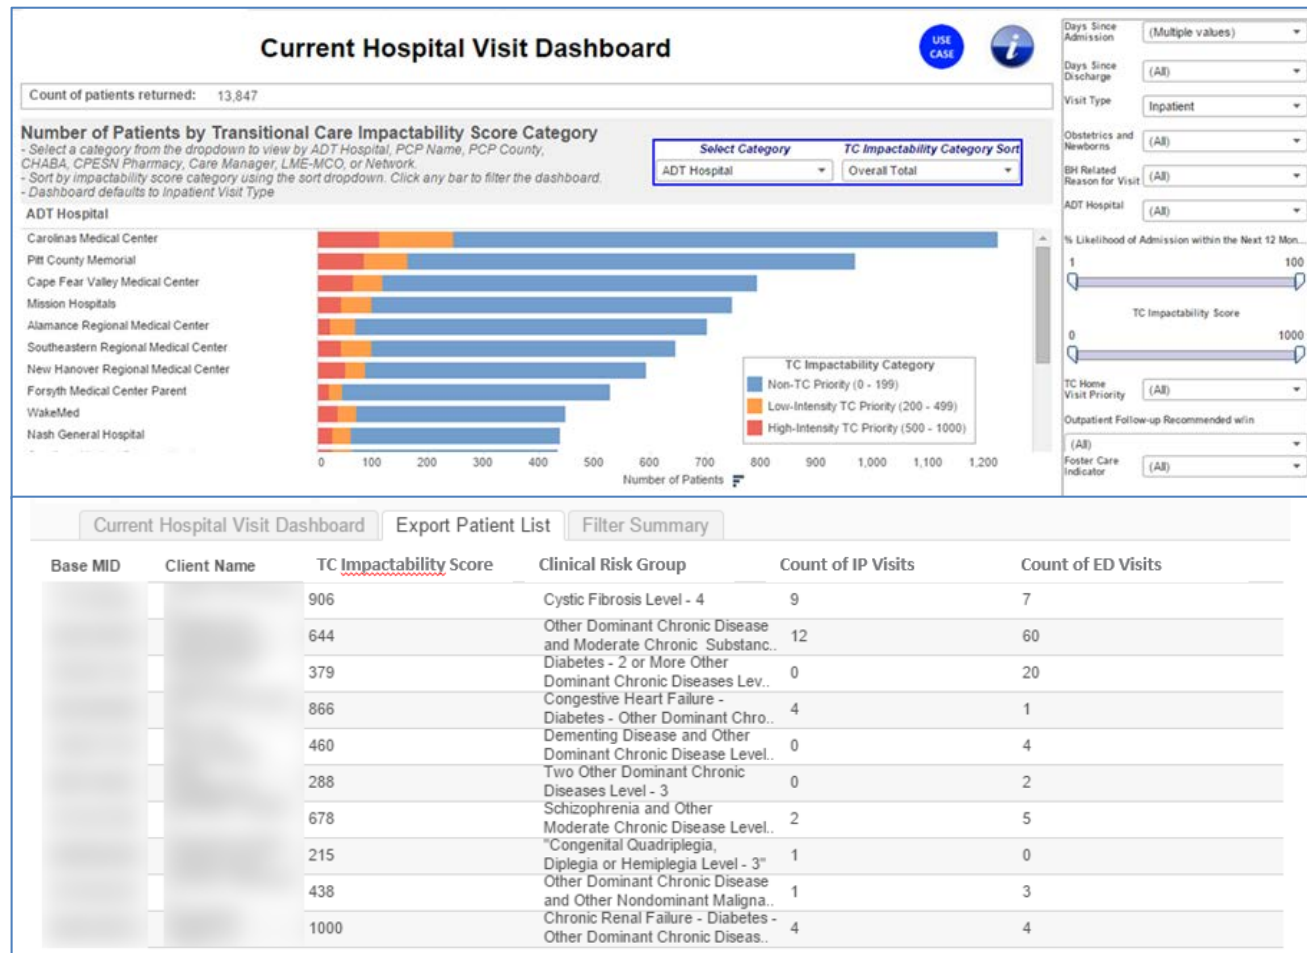 Current Hospital Visit Dashboard
USE
CASE
i
Count of patients returned: 13,847
Number of Patients by Transitional Care Impactability Score Category
- Select a category from the dropdown to view by ADT Hospital, PCP Name, PCP County,
CHABA, CPESN Pharmacy, Care Manager, LME-MCO, or Network.
- Sort by impactability score category using the sort dropdown. Click any bar to filter the dashboard.
- Dashboard defaults to Inpatient Visit Type
Select Category
TC Impactability Category Sort
ADT Hospital
Overall Total
ADT Hospital
Carolinas Medical Center
Pitt County Memorial
Cape Fear Valley Medical Center
Mission Hospitals
Alamance Regional Medical Center
Southeastern Regional Medical Center
New Hanover Regional Medical Center
Forsyth Medical Center Parent
WakeMed
Nash General Hospital
TC Impactability Category
Non-TC Priority (0 - 199)
Low-Intensity TC Priority (200 - 499)
High-Intensity TC Priority (500 - 1000)
0 100 200 300 400 500 600 700 800 900 1,000 1,100 1,200
Number of Patients
Days Since
Admission
(Multiple values)
Days Since
Discharge
(All)
Visit Type
Inpatient
Obstetrics and
Newborns
(All)
BH Related
Reason for Visit
(All)
ADT Hospital
(All)
% Likelihood of Admission within the Next 12 Mon...
1 100
TC Impactability Score
0 1000
TC Home
Visit Priority
(All)
Outpatient Follow-up Recommended w/in
(All)
Foster Care
Indicator
(All)
Current Hospital Visit Dashboard Export Patient List Filter Summary
Base MID Client Name TC Impactability Score Clinical Risk Group Count of IP Visits Count of ED Visits
906 Cystic Fibrosis Level - 4 9 7
644 Other Dominant Chronic Disease
and Moderate Chronic Substanc.. 12 60
379 Diabetes - 2 or More Other
Dominant Chronic Diseases Lev.. 0 20
866 Congestive Heart Failure -
Diabetes - Other Dominant Chro.. 4 1
460 Dementing Disease and Other
Dominant Chronic Disease Level.. 0 4
288 Two Other Dominant Chronic
Diseases Level - 3 0 2
678 Schizophrenia and Other
Moderate Chronic Disease Level.. 2 5
215 "Congenital Quadriplegia,
Diplegia or Hemiplegia Level - 3" 1 0
438 Other Dominant Chronic Disease
and Other Nondominant Maligna.. 1 3
1000 Chronic Renal Failure - Diabetes -
Other Dominant Chronic Diseas.. 4 4